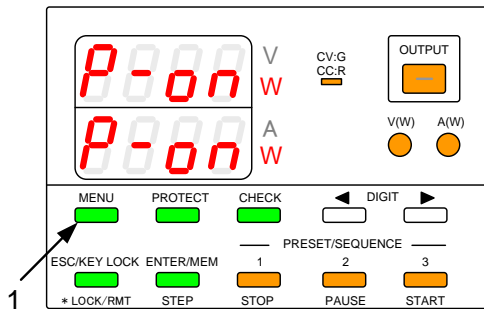 P-on V W
CV:G
CC:R
OUTPUT
P-on A W
V(W) A(W)
MENU PROTECT CHECK ◄ DIGIT ►
PRESET/SEQUENCE
ESC/KEY LOCK ENTER/MEM 1 2 3
1
* LOCK/RMT STEP STOP PAUSE START